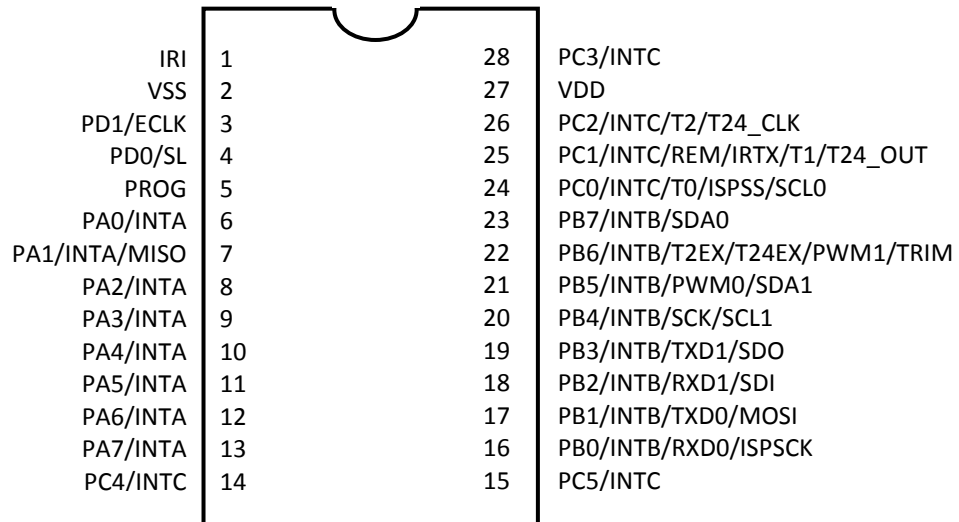 IRI 1 28 PC3/INTC
VSS 2 27 VDD
PD1/ECLK 3 26 PC2/INTC/T2/T24_CLK
PD0/SL 4 25 PC1/INTC/REM/IRTX/T1/T24_OUT
PROG 5 24 PC0/INTC/T0/ISPSS/SCL0
PA0/INTA 6 23 PB7/INTB/SDA0
PA1/INTA/MISO 7 22 PB6/INTB/T2EX/T24EX/PWM1/TRIM
PA2/INTA 8 21 PB5/INTB/PWM0/SDA1
PA3/INTA 9 20 PB4/INTB/SCK/SCL1
PA4/INTA 10 19 PB3/INTB/TXD1/SDO
PA5/INTA 11 18 PB2/INTB/RXD1/SDI
PA6/INTA 12 17 PB1/INTB/TXD0/MOSI
PA7/INTA 13 16 PB0/INTB/RXD0/ISPSCK
PC4/INTC 14 15 PC5/INTC